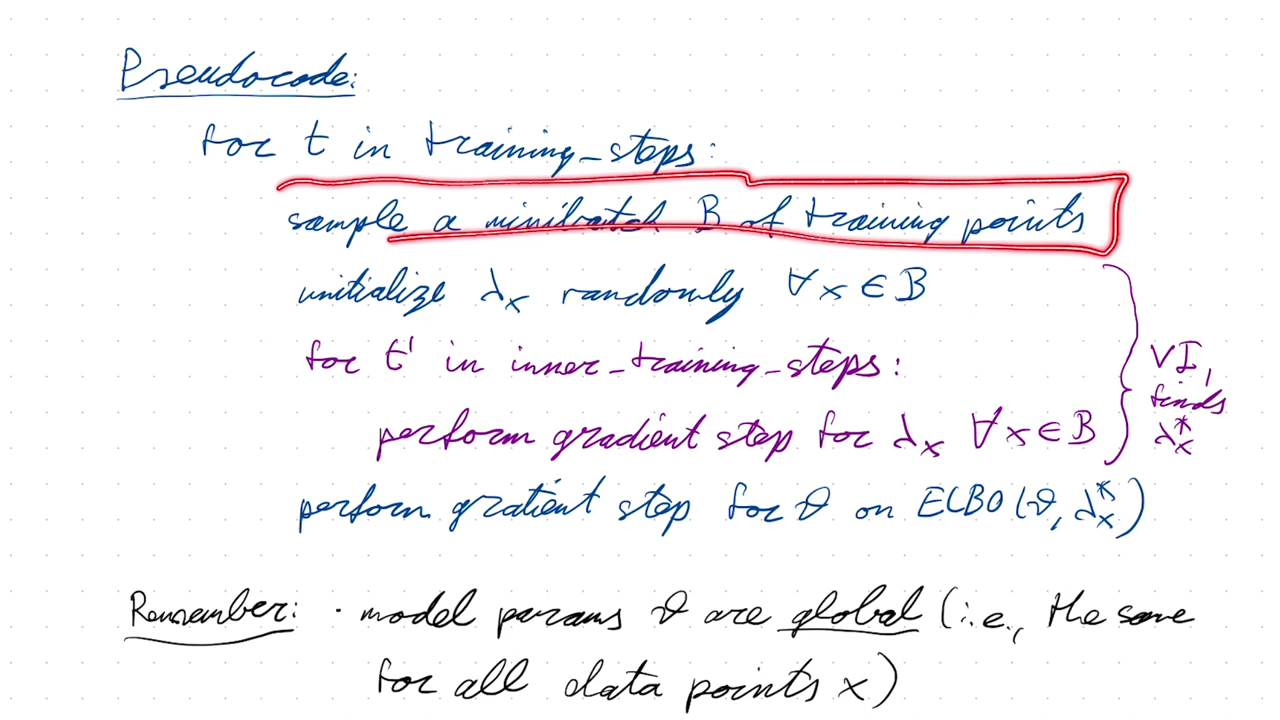 Pseudocode:
for t in training_steps:
sample a minibatch B of training points
initialize λₓ randomly ∀ x ∈ B
for t' in inner_training_steps:
perform gradient step for λₓ ∀ x ∈ B
VI,
finds
λₓ*
perform gratient step for ϑ on ELBO(ϑ, λₓ*)
Remember: · model params ϑ are global (i.e., the same
for all data points x)